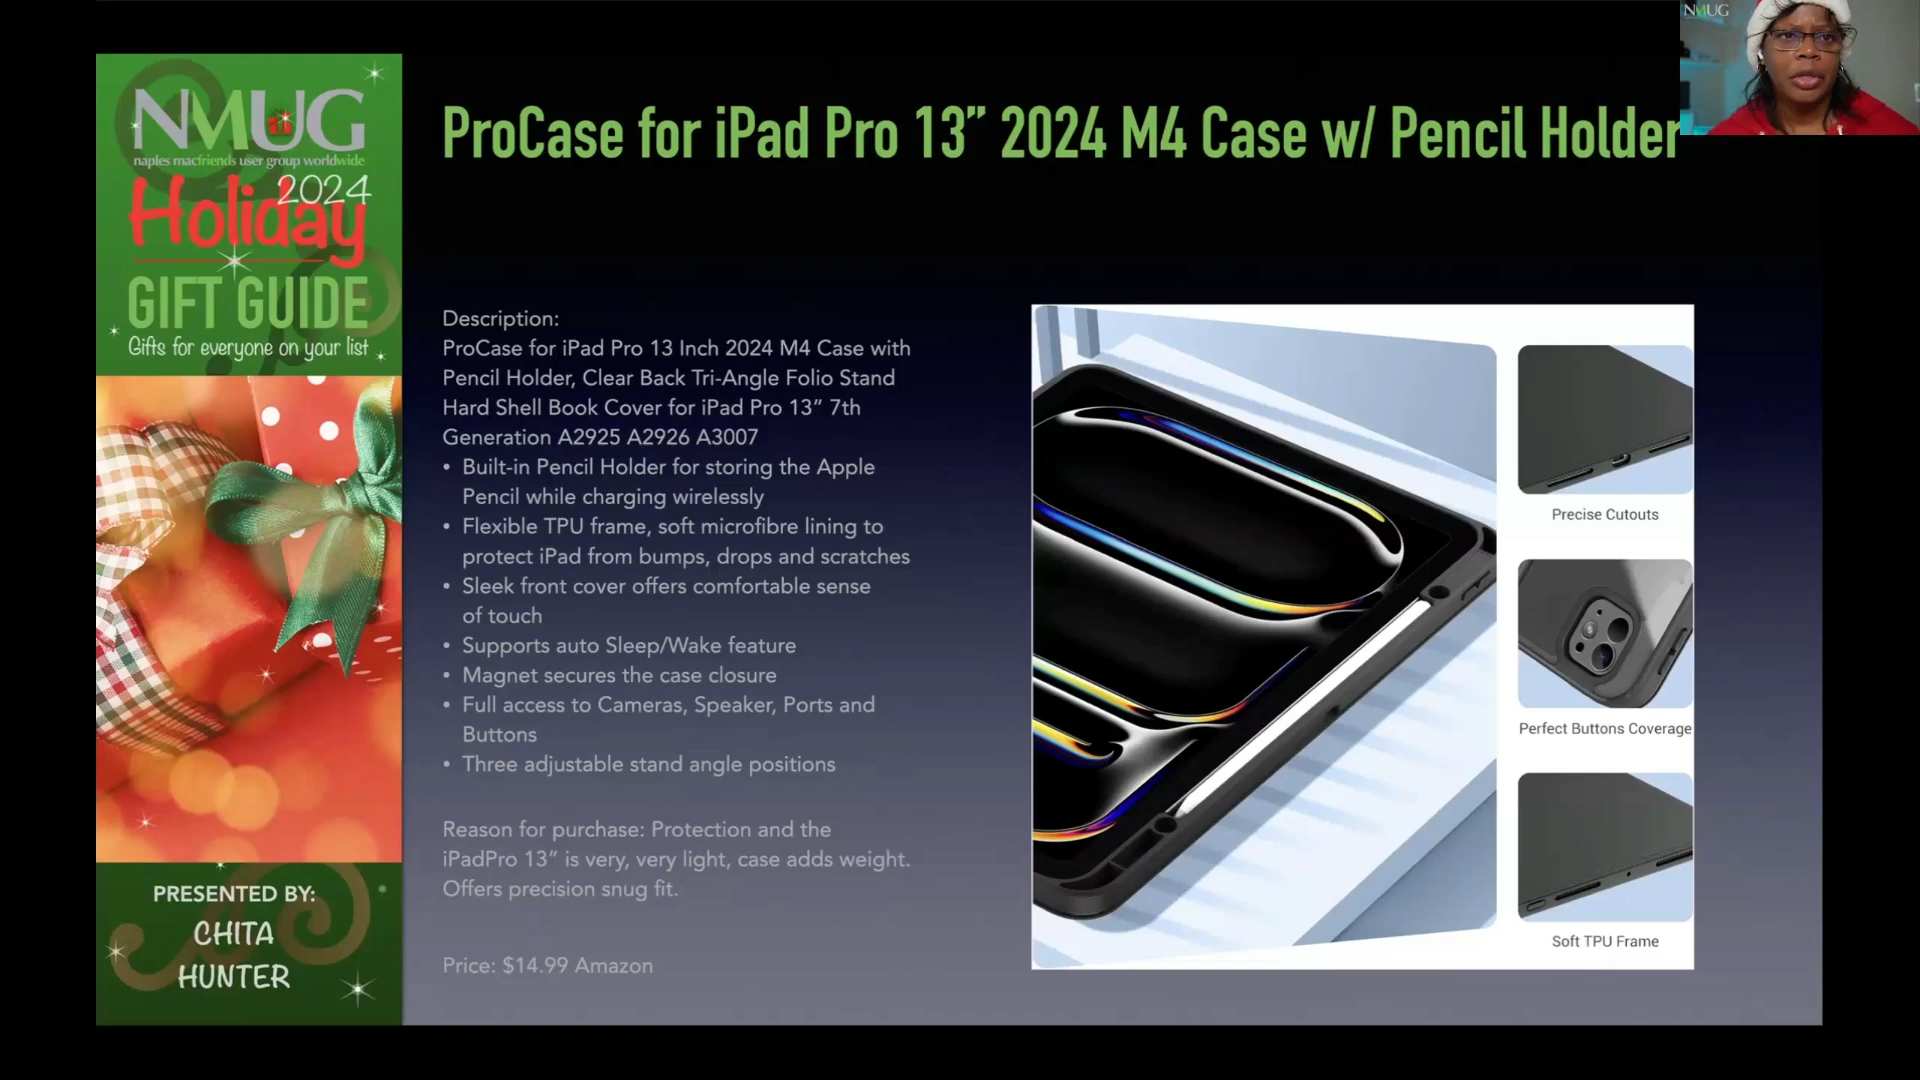 NMUG
naples macfriends user group worldwide
2024
Holiday
GIFT GUIDE
Gifts for everyone on your list
PRESENTED BY:
CHITA
HUNTER
ProCase for iPad Pro 13” 2024 M4 Case w/ Pencil Holder
NMUG
Description:
ProCase for iPad Pro 13 Inch 2024 M4 Case with
Pencil Holder, Clear Back Tri-Angle Folio Stand
Hard Shell Book Cover for iPad Pro 13” 7th
Generation A2925 A2926 A3007
• Built-in Pencil Holder for storing the Apple
Pencil while charging wirelessly
• Flexible TPU frame, soft microfibre lining to
protect iPad from bumps, drops and scratches
• Sleek front cover offers comfortable sense
of touch
• Supports auto Sleep/Wake feature
• Magnet secures the case closure
• Full access to Cameras, Speaker, Ports and
Buttons
• Three adjustable stand angle positions
Reason for purchase: Protection and the
iPadPro 13” is very, very light, case adds weight.
Offers precision snug fit.
Price: $14.99 Amazon
Precise Cutouts
Perfect Buttons Coverage
Soft TPU Frame